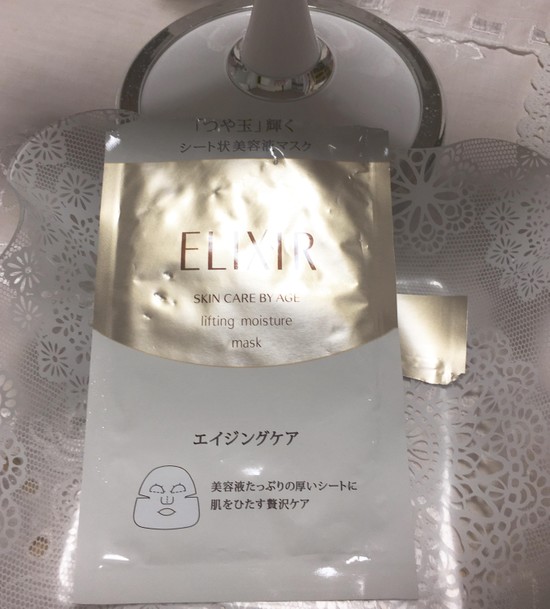 「つや玉」輝く
シート状美容液マスク
ELIXIR
SKIN CARE BY AGE
lifting moisture
mask
エイジングケア
美容液たっぷりの厚いシートに
肌をひたす贅沢ケア